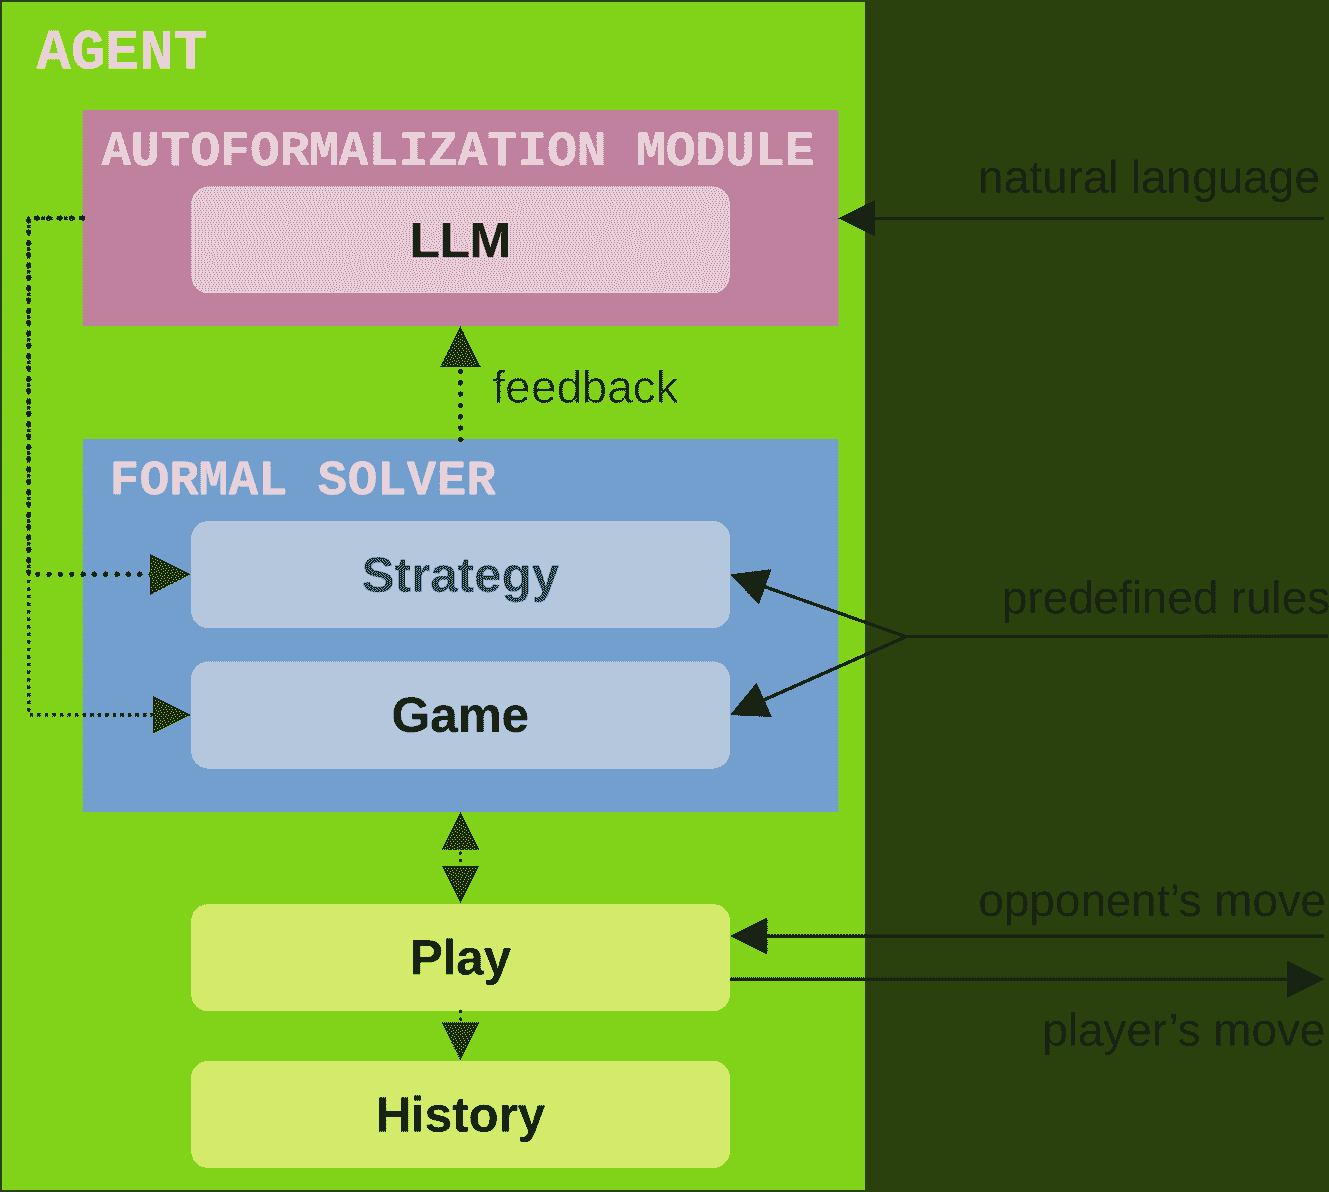 AGENT
AUTOFORMALIZATION MODULE
LLM
natural language
feedback
FORMAL SOLVER
Strategy
predefined rules
Game
opponent’s move
Play
player’s move
History